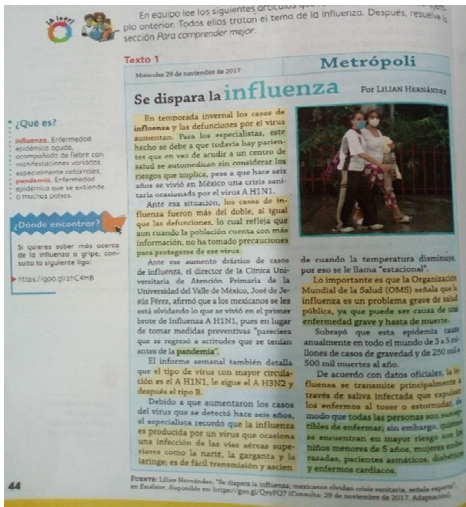 ¡A leer!
En equipo lee los siguientes artículos que
plo anterior. Todos ellos tratan el tema de la influenza. Después, resuelve la
sección Para comprender mejor.
Texto 1
Miércoles 29 de noviembre de 2017
Metrópoli
Se dispara la influenza
Por LILIAN HERNÁNDEZ
¿Qué es?
influenza. Enfermedad
epidémica aguda,
acompañada de fiebre con
manifestaciones variadas
especialmente catarrales.
pandemia. Enfermedad
epidémica que se extiende
a muchos países.
¿Dónde encontrar?
Si quieres saber más acerca
de la influenza o gripe, con-
sulta la siguiente liga:
https://goo.gl/zthC4HB
En temporada invernal los casos de
influenza y las defunciones por el virus
aumentan. Para los especialistas, este
hecho se debe a que todavía hay pacien-
tes que en vez de acudir a un centro de
salud se automedican sin considerar los
riesgos que implica, pese a que hace seis
años se vivió en México una crisis sani-
taria ocasionada por el virus A H1N1.
Ante esa situación, los casos de in-
fluenza fueron más del doble, al igual
que las defunciones, lo cual refleja que
aun cuando la población cuenta con más
información, no ha tomado precauciones
para protegerse de ese virus.
Ante ese aumento drástico de casos
de influenza, el director de la Clínica Uni-
versitaria de Atención Primaria de la
Universidad del Valle de México, José de Je-
sús Pérez, afirmó que a los mexicanos se les
está olvidando lo que se vivió en el primer
brote de Influenza A H1N1, pues en lugar
de tomar medidas preventivas "pareciera
que se regresó a actitudes que se tenían
antes de la pandemia".
El informe semanal también detalla
que el tipo de virus con mayor circula-
ción es el A H1N1, le sigue el A H3N2 y
después el tipo B.
Debido a que aumentaron los casos
del virus que se detectó hace seis años,
el especialista recordó que la influenza
es producida por un virus que ocasiona
una infección de las vías aéreas supe-
riores como la nariz, la garganta y la
laringe; es de fácil transmisión y ascien
de cuando la temperatura disminuye,
por eso se le llama "estacional".
Lo importante es que la Organización
Mundial de la Salud (OMS) señala que la
influenza es un problema grave de salud
pública, ya que puede ser causa de una
enfermedad grave y hasta de muerte.
Subrayó que esta epidemia causa
anualmente en todo el mundo de 3 a 5 mi-
llones de casos de gravedad y de 250 mil a
500 mil muertes al año.
De acuerdo con datos oficiales, la in-
fluenza se transmite principalmente a
través de saliva infectada que expulsan
los enfermos al toser o estornudar, de
modo que todas las personas son suscep-
tibles de enfermar; sin embargo, quienes
se encuentran en mayor riesgo son los
niños menores de 5 años, mujeres emba-
razadas, pacientes asmáticos, diabéticos
y enfermos cardiacos.
44
FUENTE: Lilian Hernández, "Se dispara la influenza; mexicanos olvidan crisis sanitaria, señala experto",
en Excélsior, disponible en: (Consulta: 29 de noviembre de 2017. Adaptación).